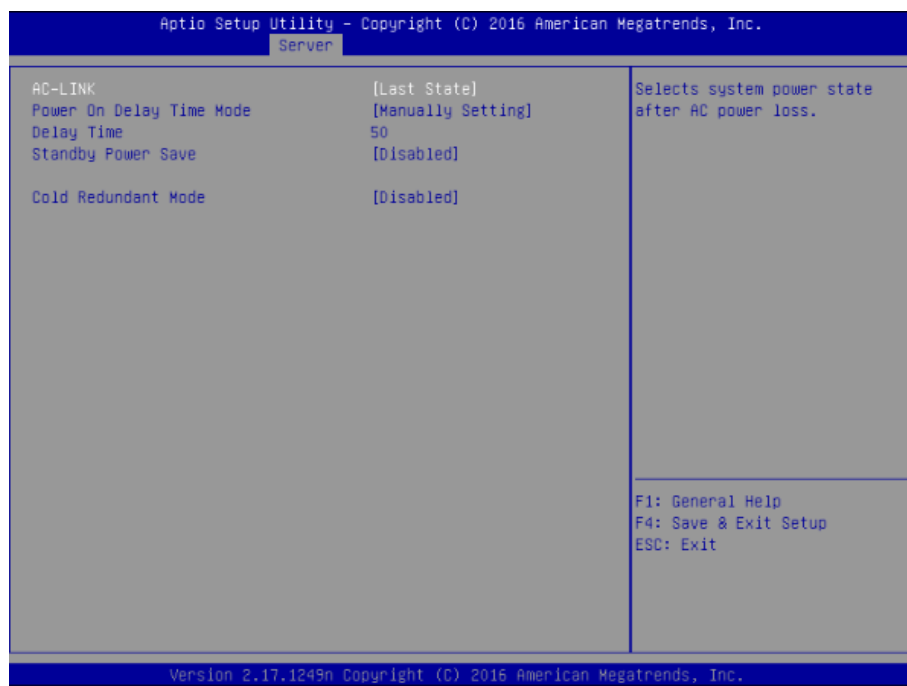 Aptio Setup Utility – Copyright (C) 2016 American Megatrends, Inc.
Server
AC-LINK [Last State]
Power On Delay Time Mode [Manually Setting]
Delay Time 50
Standby Power Save [Disabled]
Cold Redundant Mode [Disabled]
Selects system power state
after AC power loss.
F1: General Help
F4: Save & Exit Setup
ESC: Exit
Version 2.17.1249n Copyright (C) 2016 American Megatrends, Inc.